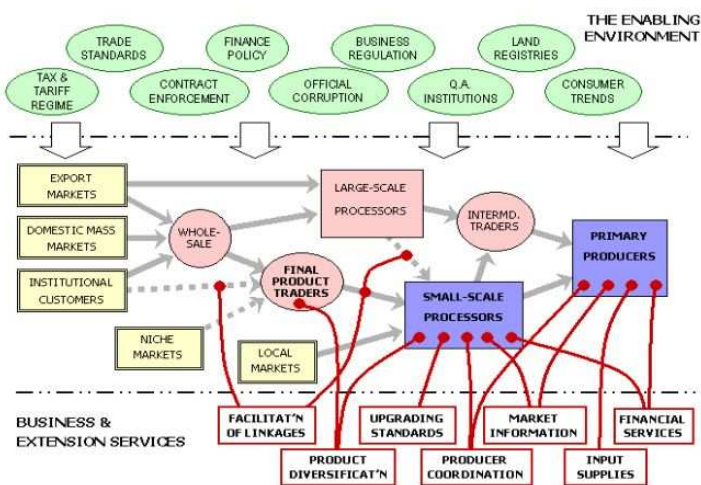 THE ENABLING
ENVIRONMENT
TRADE
STANDARDS
FINANCE
POLICY
BUSINESS
REGULATION
LAND
REGISTRIES
TAX &
TARIFF
REGIME
CONTRACT
ENFORCEMENT
OFFICIAL
CORRUPTION
Q.A.
INSTITUTIONS
CONSUMER
TRENDS
EXPORT
MARKETS
LARGE-SCALE
PROCESSORS
INTERMD.
TRADERS
DOMESTIC MASS
MARKETS
WHOLE-
SALE
PRIMARY
PRODUCERS
INSTITUTIONAL
CUSTOMERS
FINAL
PRODUCT
TRADERS
SMALL-SCALE
PROCESSORS
NICHE
MARKETS
LOCAL
MARKETS
BUSINESS &
EXTENSION SERVICES
FACILITAT'N
OF LINKAGES
UPGRADING
STANDARDS
MARKET
INFORMATION
FINANCIAL
SERVICES
PRODUCT
DIVERSIFICAT'N
PRODUCER
COORDINATION
INPUT
SUPPLIES